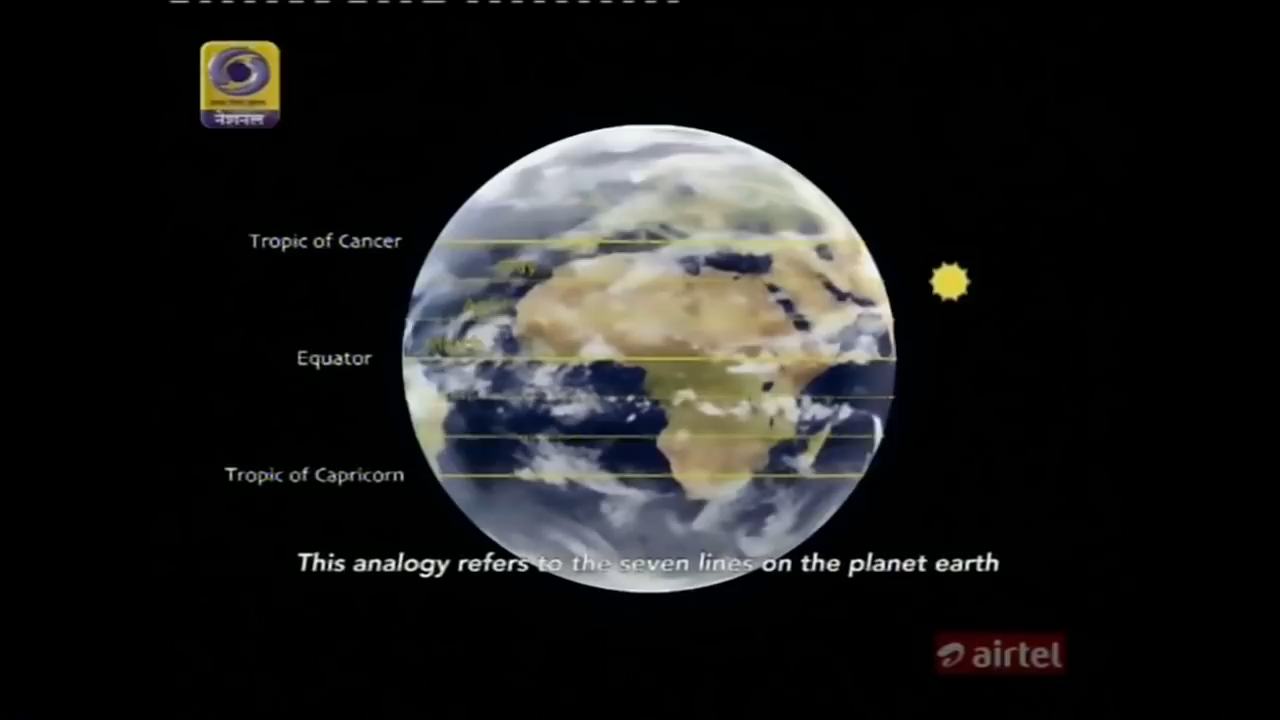 नेशनल
Tropic of Cancer
Equator
Tropic of Capricorn
This analogy refers to the seven lines on the planet earth
airtel